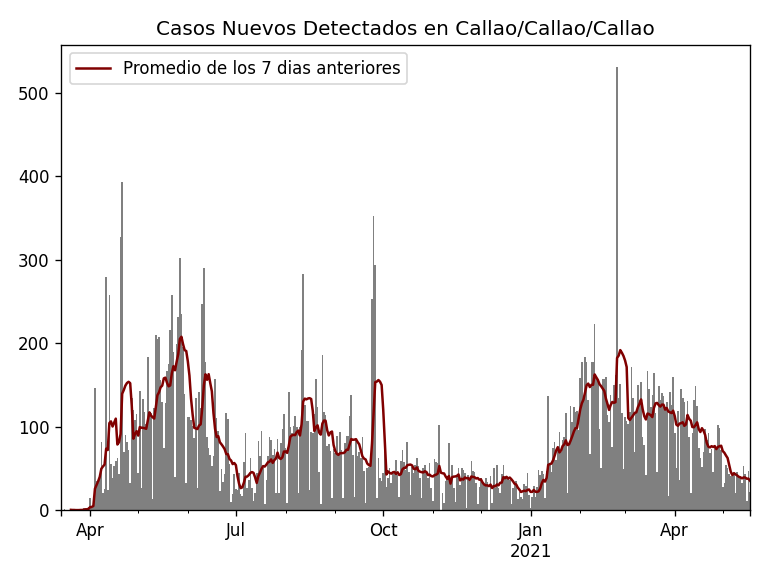 Casos Nuevos Detectados en Callao/Callao/Callao
Promedio de los 7 dias anteriores
500
400
300
200
100
0
Apr
Jul
Oct
Jan
2021
Apr